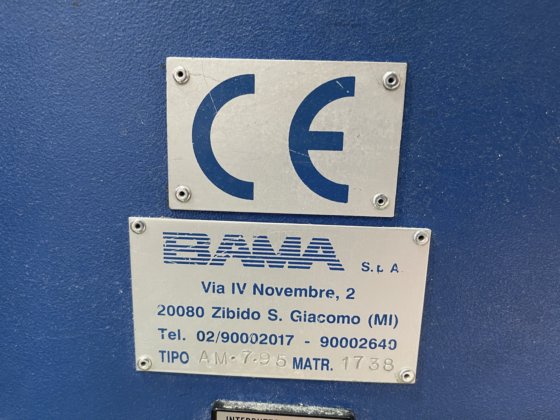 CE
BAMA S.p.A.
Via IV Novembre, 2
20080 Zibido S. Giacomo (MI)
Tel. 02/90002017 - 90002640
TIPO AM-7.95 MATR. 1738